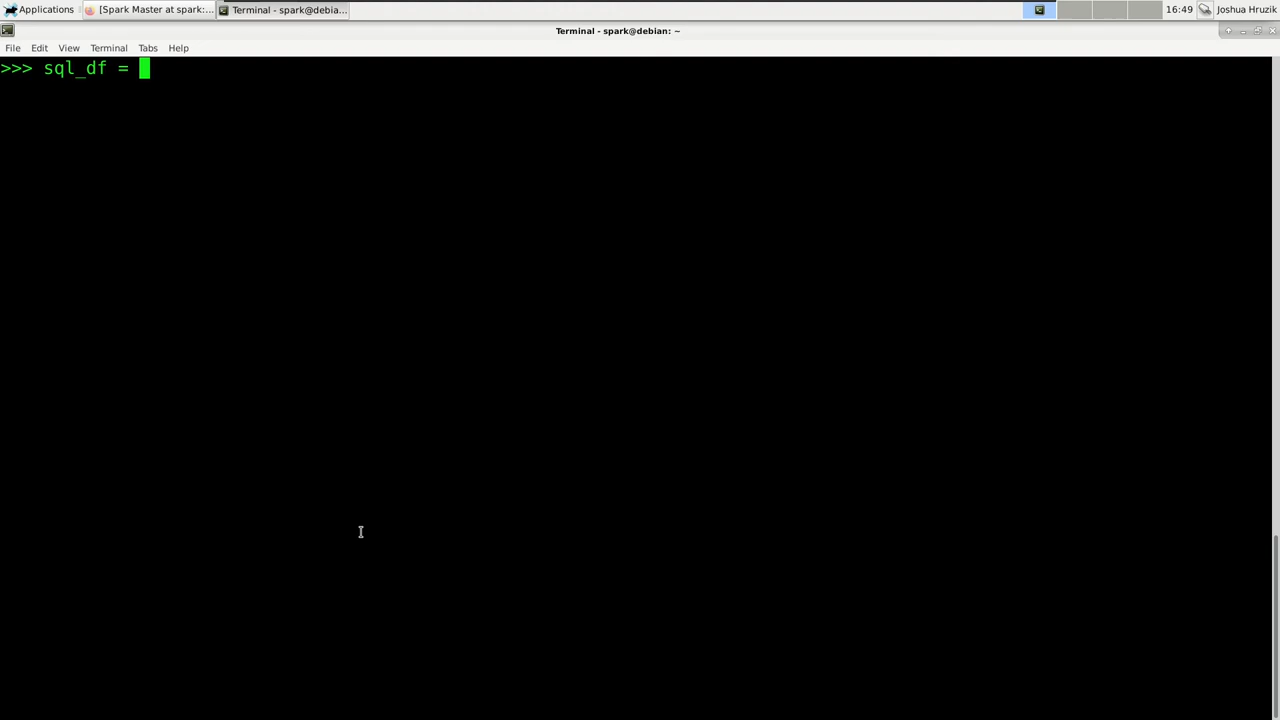 Applications [Spark Master at spark:... Terminal - spark@debia... 16:49 Joshua Hruzik
Terminal - spark@debian: ~
File Edit View Terminal Tabs Help
>>> sql_df =